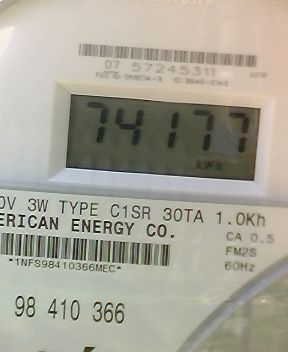 07 57245311
74177
kWh
0V 3W TYPE C1SR 30TA 1.0Kh
ERICAN ENERGY CO.
CA 0.5
FM2S
*1NFS98410366MEC*
60Hz
98 410 366